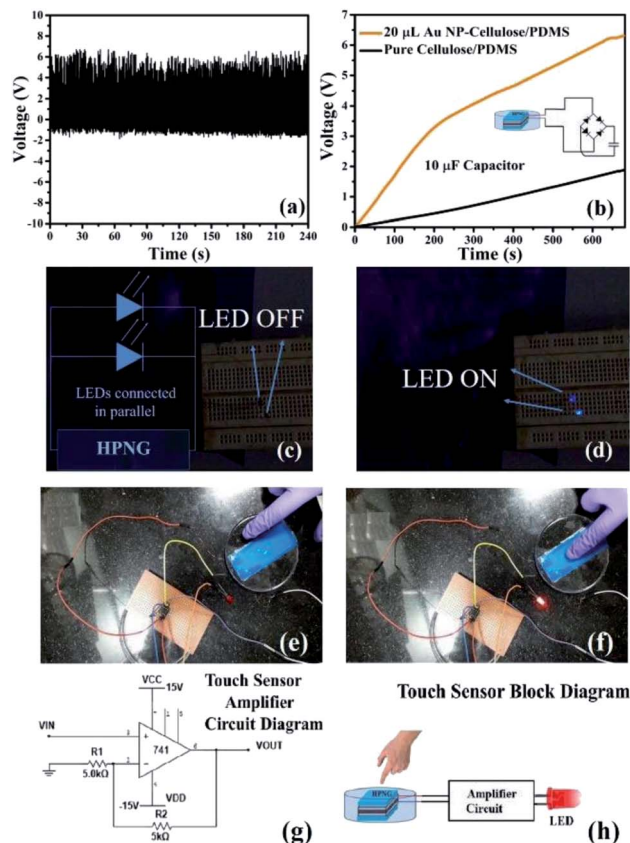 10
8
6
4
2
0
-2
-4
-6
-8
-10
Voltage (V)
0 30 60 90 120 150 180 210 240
Time (s)
(a)
7
6
5
4
3
2
1
0
Voltage (V)
20 μL Au NP-Cellulose/PDMS
Pure Cellulose/PDMS
10 μF Capacitor
0 100 200 300 400 500 600
Time (s)
(b)
LED OFF
LEDs connected
in parallel
HPNG
(c)
LED ON
(d)
(e)
(f)
Touch Sensor
Amplifier
Circuit Diagram
VCC
15V
VIN
3
741
6
VOUT
R1
2
5.0kΩ
-15V
VDD
R2
5kΩ
(g)
Touch Sensor Block Diagram
HPNG
Amplifier
Circuit
LED
(h)